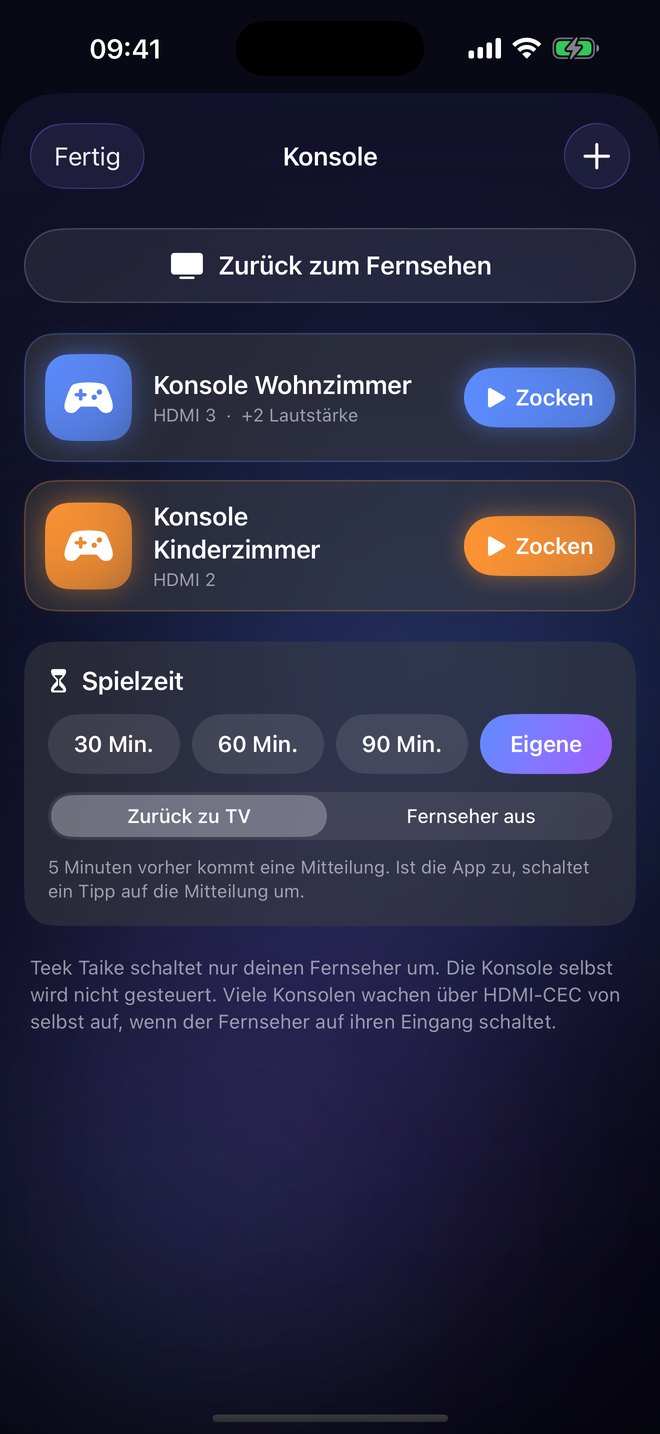 09:41
Fertig
Konsole
Zurück zum Fernsehen
Konsole Wohnzimmer
HDMI 3 · +2 Lautstärke
Zocken
Konsole
Kinderzimmer
HDMI 2
Zocken
Spielzeit
30 Min.
60 Min.
90 Min.
Eigene
Zurück zu TV
Fernseher aus
5 Minuten vorher kommt eine Mitteilung. Ist die App zu, schaltet
ein Tipp auf die Mitteilung um.
Teek Taike schaltet nur deinen Fernseher um. Die Konsole selbst
wird nicht gesteuert. Viele Konsolen wachen über HDMI-CEC von
selbst auf, wenn der Fernseher auf ihren Eingang schaltet.